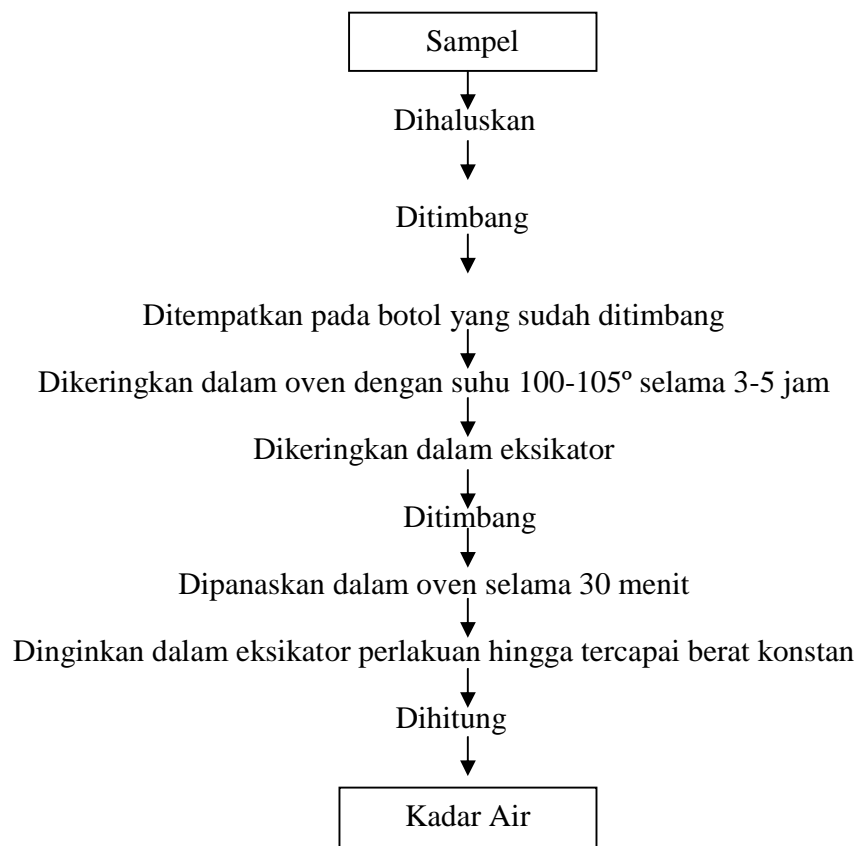 Sampel
Dihaluskan
Ditimbang
Ditempatkan pada botol yang sudah ditimbang
Dikeringkan dalam oven dengan suhu 100-105º selama 3-5 jam
Dikeringkan dalam eksikator
Ditimbang
Dipanaskan dalam oven selama 30 menit
Dinginkan dalam eksikator perlakuan hingga tercapai berat konstan
Dihitung
Kadar Air